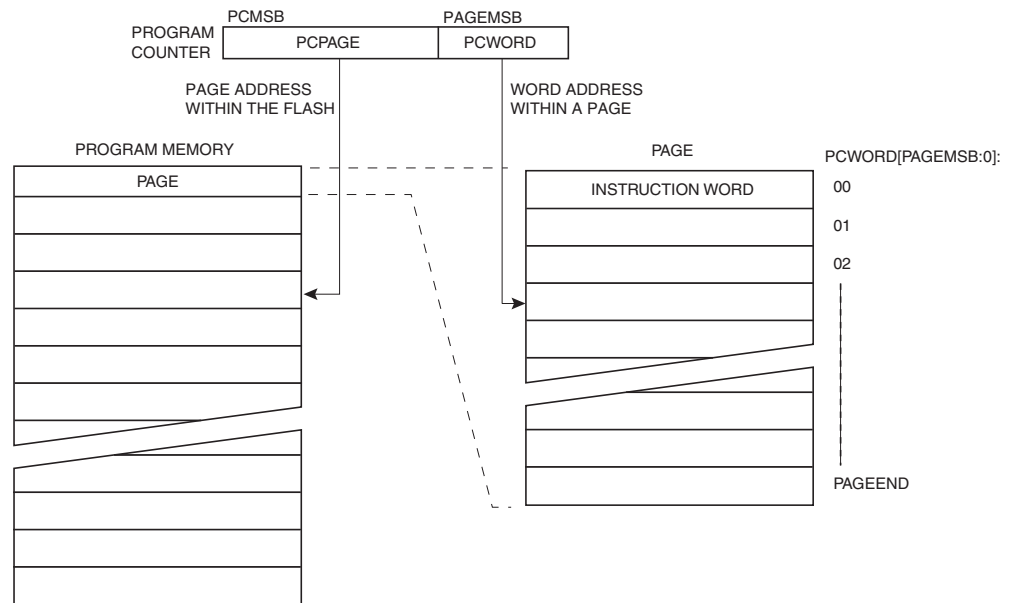 PCMSB
PAGEMSB
PROGRAM
COUNTER
PCPAGE
PCWORD
PAGE ADDRESS
WITHIN THE FLASH
WORD ADDRESS
WITHIN A PAGE
PROGRAM MEMORY
PAGE
PAGE
PCWORD[PAGEMSB:0]:
INSTRUCTION WORD
00
01
02
PAGEEND